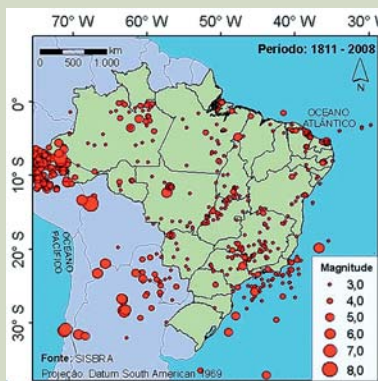 70° W 60° W 50° W 40° W 30° W
0 500 1.000
km
Período: 1811 - 2008
N
OCEANO
ATLÂNTICO
0°
10° S
20° S
30° S
OCEANO
PACÍFICO
Magnitude
3,0
4,0
5,0
6,0
7,0
8,0
Fonte: SISBRA
Projeção: Datum South American 1969